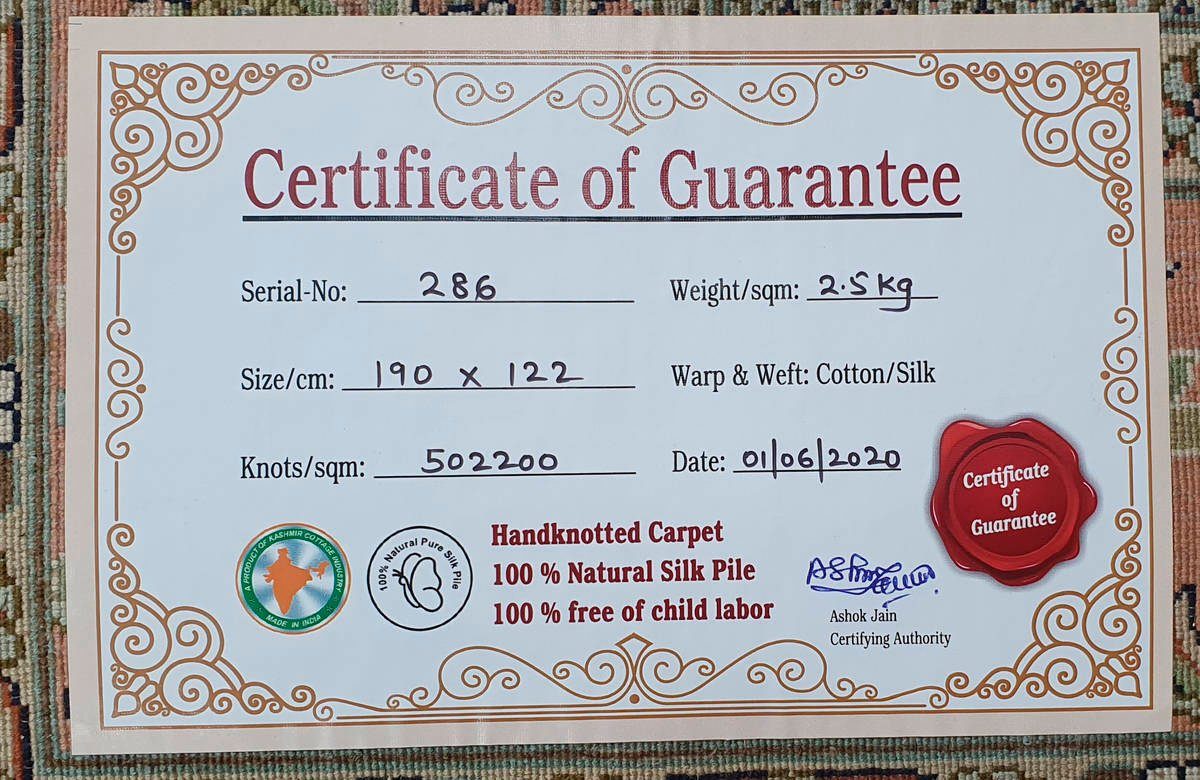 Certificate of Guarantee
Serial-No: 286
Weight/sqm: 2.5 Kg
Size/cm: 190 x 122
Warp & Weft: Cotton/Silk
Knots/sqm: 502200
Date: 01/06/2020
Certificate
of
Guarantee
A PRODUCT OF KASHMIR COTTAGE INDUSTRY
MADE IN INDIA
100% Natural Pure Silk Pile
Handknotted Carpet
100 % Natural Silk Pile
100 % free of child labor
Ashok Jain
Certifying Authority